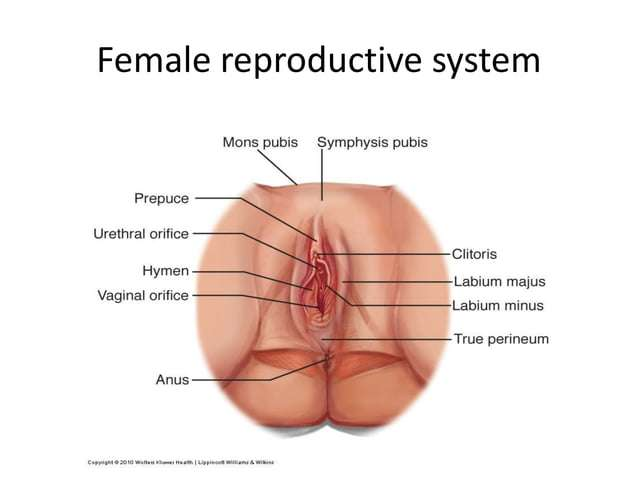 Female reproductive system
Mons pubis
Symphysis pubis
Prepuce
Urethral orifice
Clitoris
Hymen
Labium majus
Vaginal orifice
Labium minus
True perineum
Anus
Copyright © 2010 Wolters Kluwer Health | Lippincott Williams & Wilkins